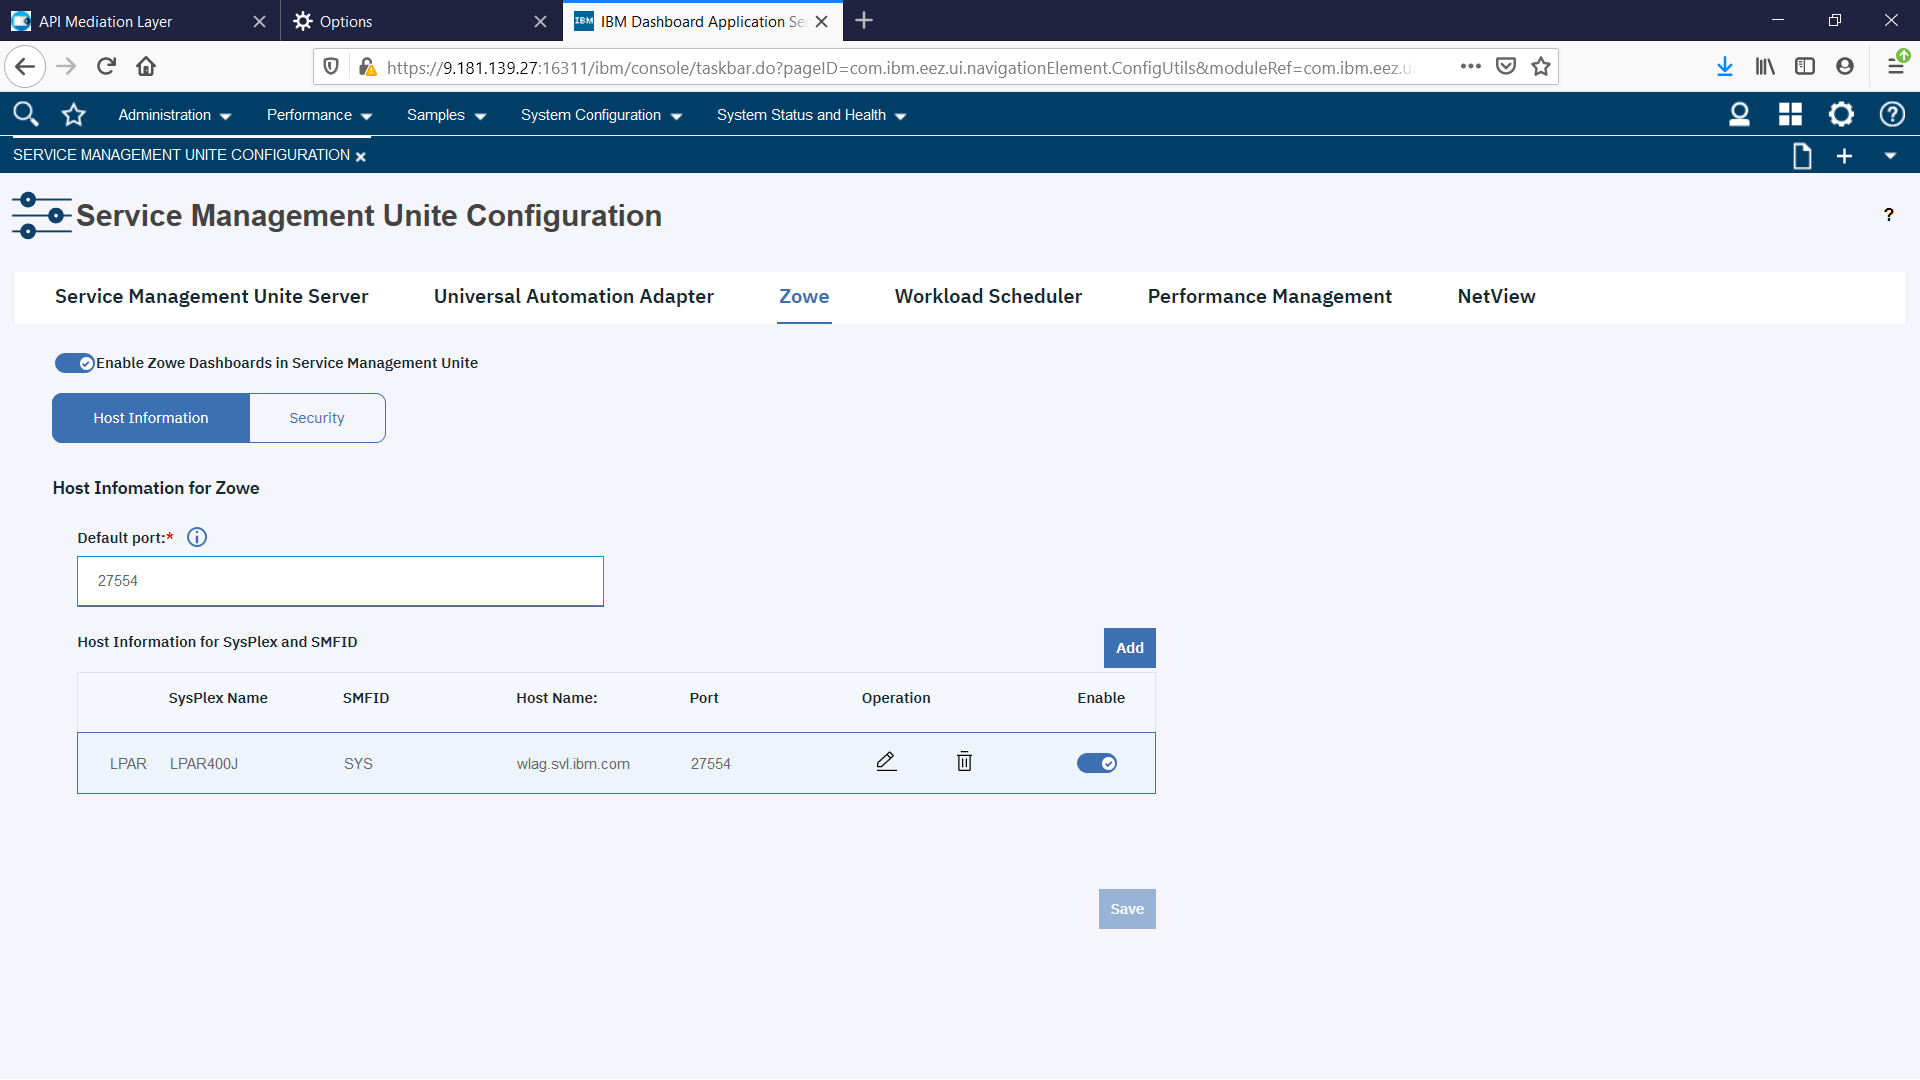 API Mediation Layer
Options
IBM
IBM Dashboard Application Se
https://9.181.139.27:16311/ibm/console/taskbar.do?pageID=com.ibm.eez.ui.navigationElement.ConfigUtils&moduleRef=com.ibm.eez.u
Administration Performance Samples System Configuration System Status and Health
SERVICE MANAGEMENT UNITE CONFIGURATION
Service Management Unite Configuration
?
Service Management Unite Server Universal Automation Adapter Zowe Workload Scheduler Performance Management NetView
Enable Zowe Dashboards in Service Management Unite
Host Information Security
Host Infomation for Zowe
Default port:*
27554
Host Information for SysPlex and SMFID
Add
SysPlex Name SMFID Host Name: Port Operation Enable
LPAR LPAR400J SYS wlag.svl.ibm.com 27554
Save